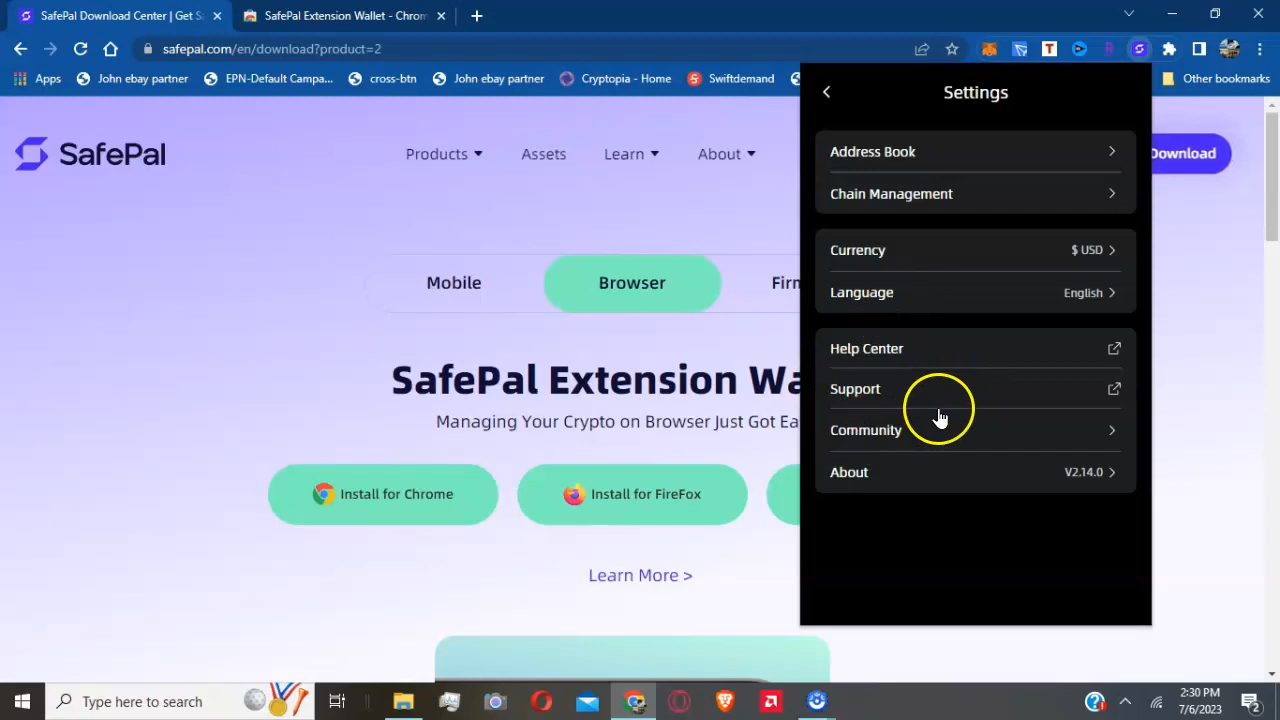 SafePal Download Center | Get S
SafePal Extension Wallet - Chrom
safepal.com/en/download?product=2
Apps
John ebay partner
EPN-Default Campa...
cross-btn
John ebay partner
Cryptopia - Home
Swiftdemand
Other bookmarks
SafePal
Products
Assets
Learn
About
Download
Mobile
Browser
Firm
SafePal Extension Wa
Managing Your Crypto on Browser Just Got Ea
Install for Chrome
Install for FireFox
Learn More >
Settings
Address Book
Chain Management
Currency $ USD
Language English
Help Center
Support
Community
About V2.14.0
Type here to search
2:30 PM
7/6/2023
2